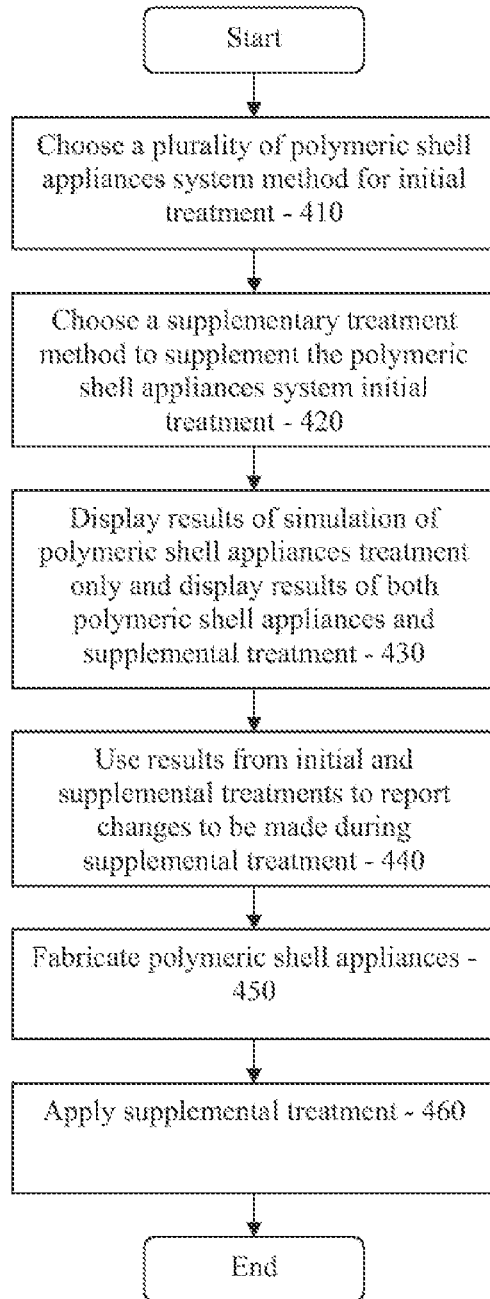 Start
Choose a plurality of polymeric shell
appliances system method for initial
treatment - 410
Choose a supplementary treatment
method to supplement the polymeric
shell appliances system initial
treatment - 420
Display results of simulation of
polymeric shell appliances treatment
only and display results of both
polymeric shell appliances and
supplemental treatment - 430
Use results from initial and
supplemental treatments to report
changes to be made during
supplemental treatment - 440
Fabricate polymeric shell appliances -
450
Apply supplemental treatment - 460
End